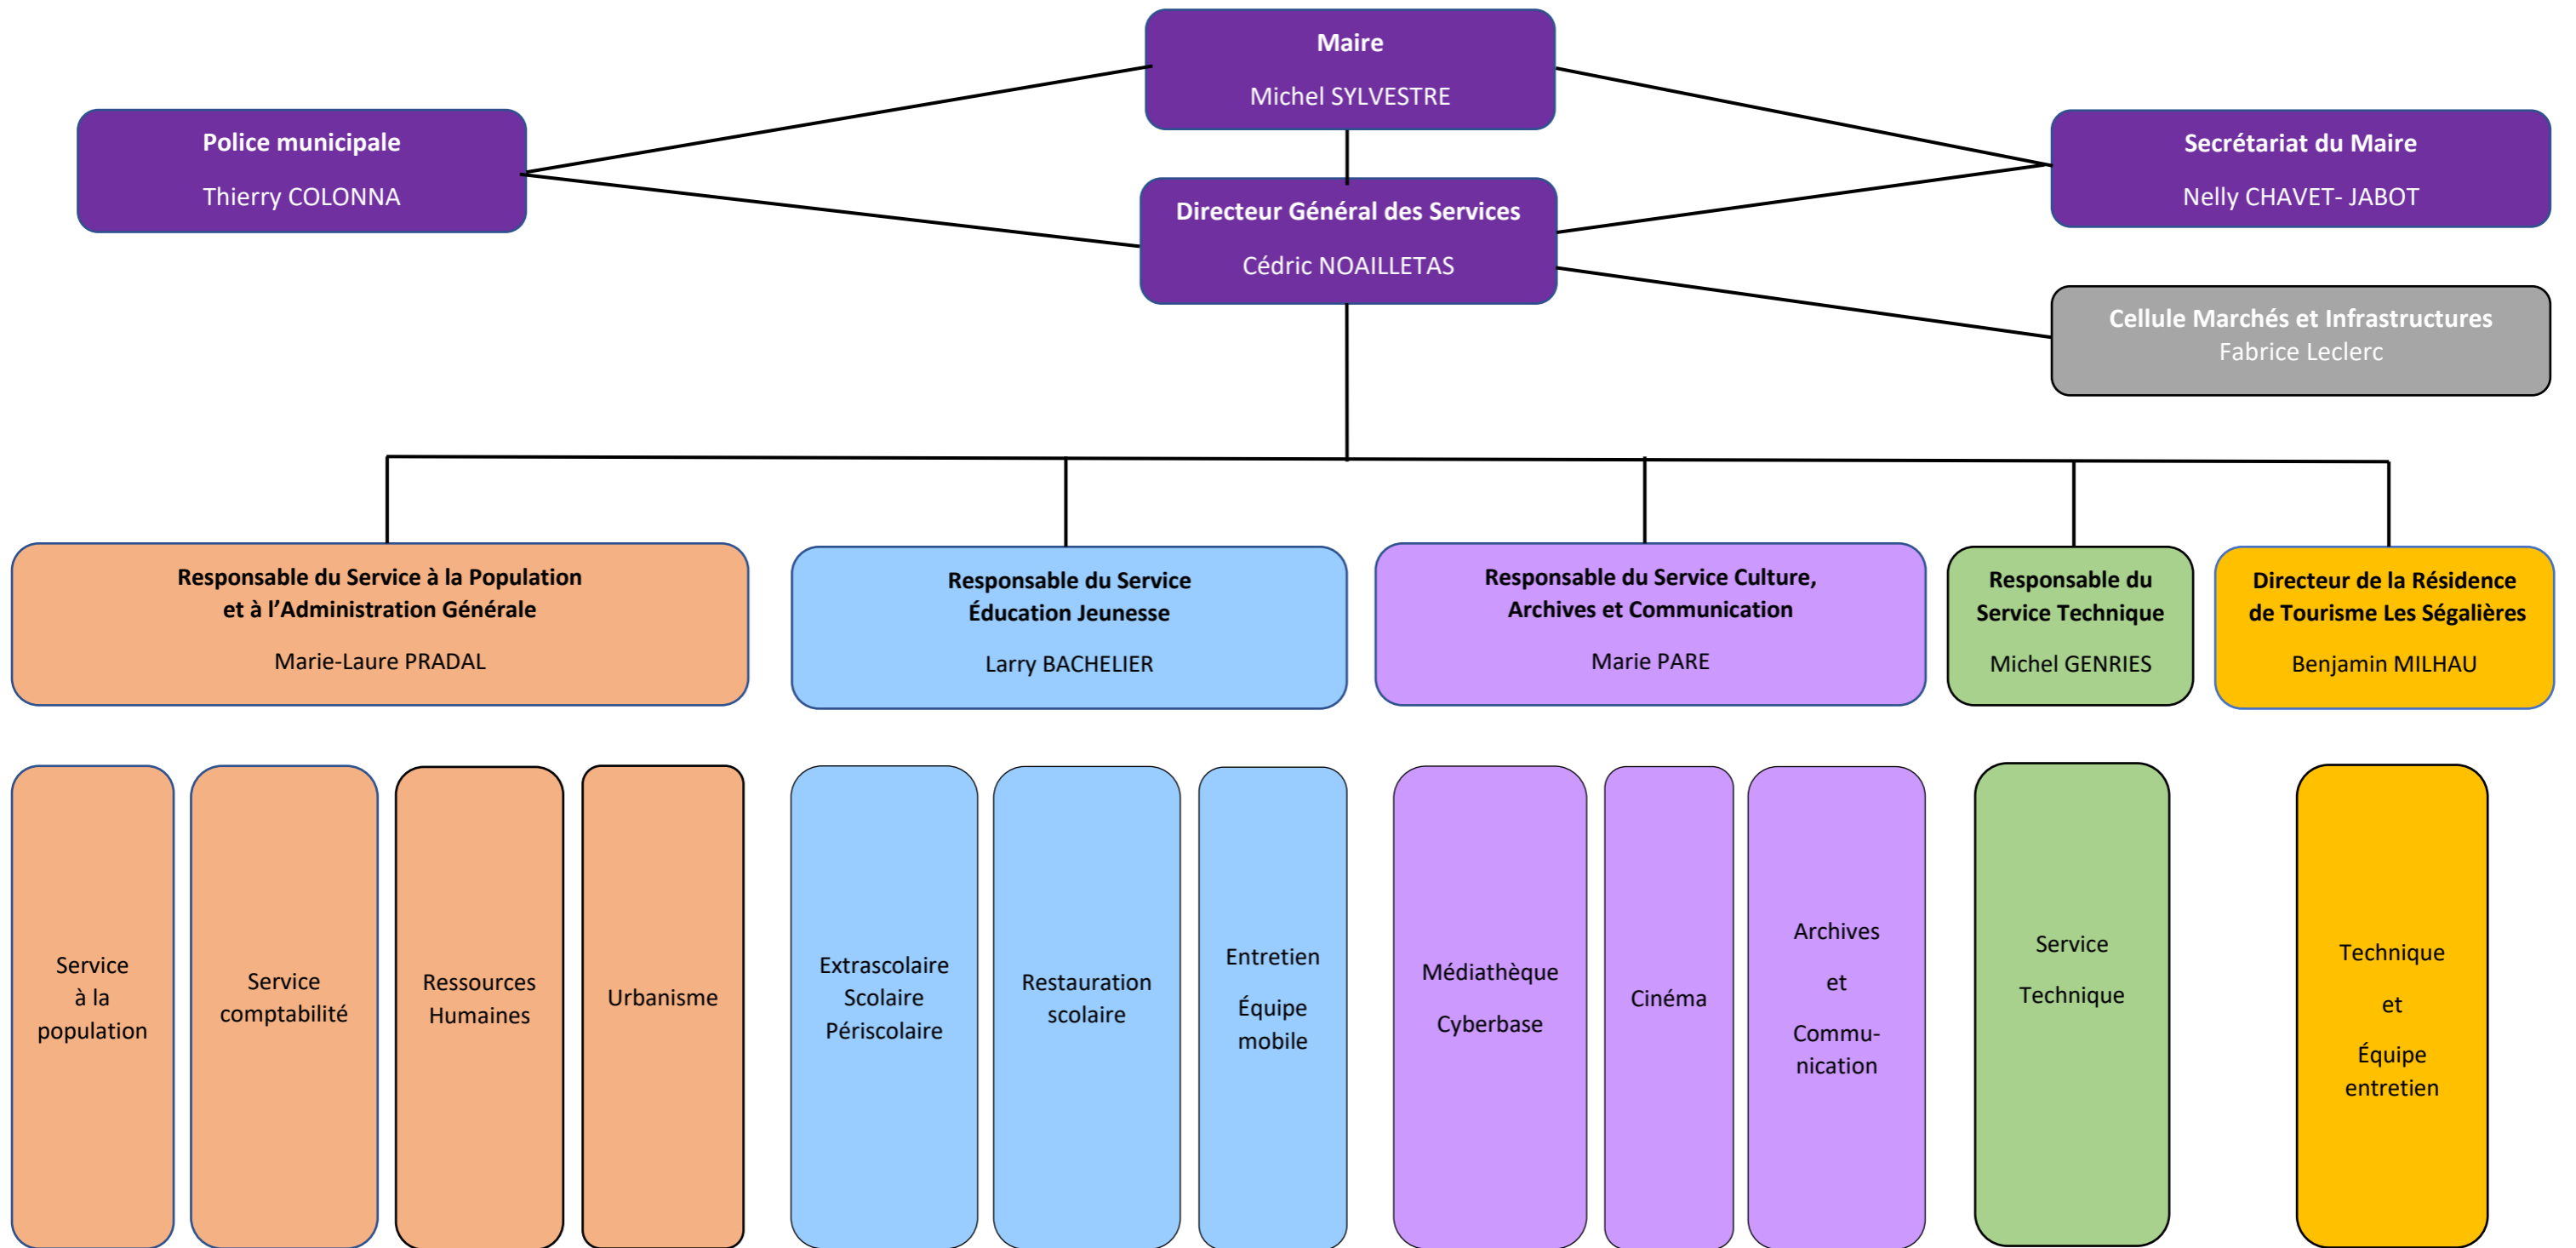 Maire
Michel SYLVESTRE
Police municipale
Thierry COLONNA
Secrétariat du Maire
Nelly CHAVET- JABOT
Directeur Général des Services
Cédric NOAILLETAS
Cellule Marchés et Infrastructures
Fabrice Leclerc
Responsable du Service à la Population
et à l'Administration Générale
Marie-Laure PRADAL
Responsable du Service
Éducation Jeunesse
Larry BACHELIER
Responsable du Service Culture,
Archives et Communication
Marie PARE
Responsable du
Service Technique
Michel GENRIES
Directeur de la Résidence
de Tourisme Les Ségalières
Benjamin MILHAU
Service
à la
population
Service
comptabilité
Ressources
Humaines
Urbanisme
Extrascolaire
Scolaire
Périscolaire
Restauration
scolaire
Entretien
Équipe
mobile
Médiathèque
Cyberbase
Cinéma
Archives
et
Commu-
nication
Service
Technique
Technique
et
Équipe
entretien